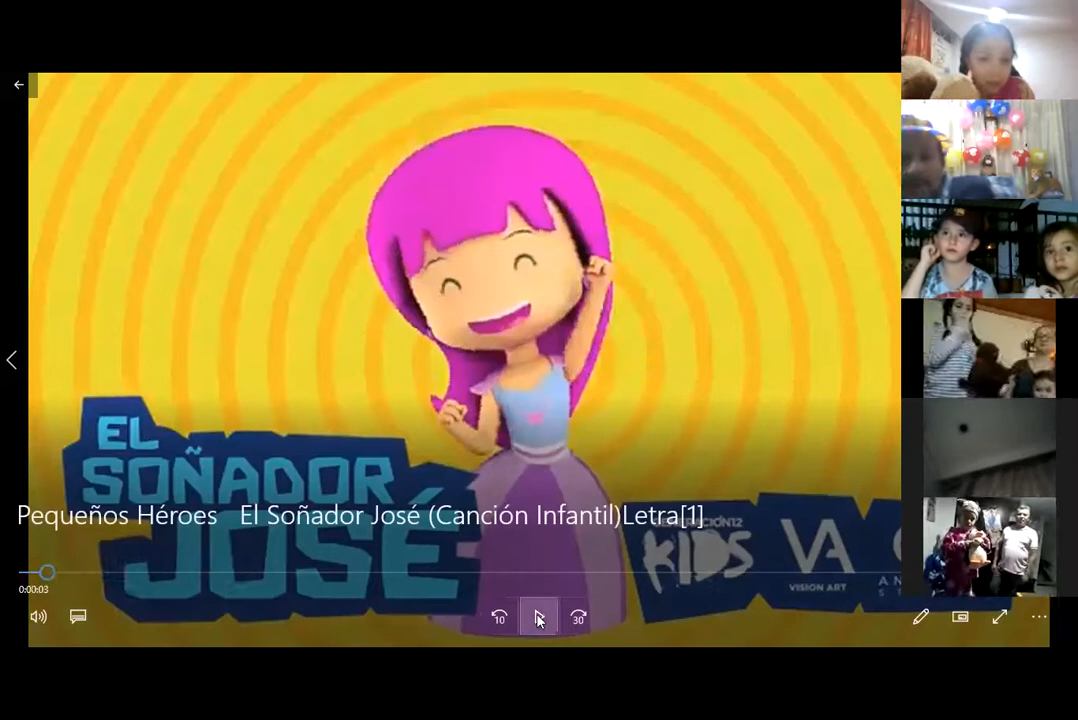 EL
SOÑADOR
JOSÉ
Pequeños Héroes El Soñador José (Canción Infantil)Letra[1]
KIDS
VA
VISION ART
0:00:03
10
30